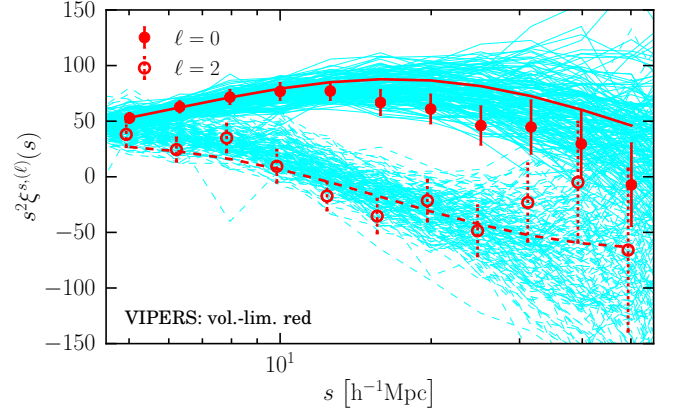 150
100
50
0
−50
−100
−150
s²ξ^{s,(ℓ)}(s)
ℓ = 0
ℓ = 2
VIPERS: vol.-lim. red
10¹
s [h⁻¹Mpc]